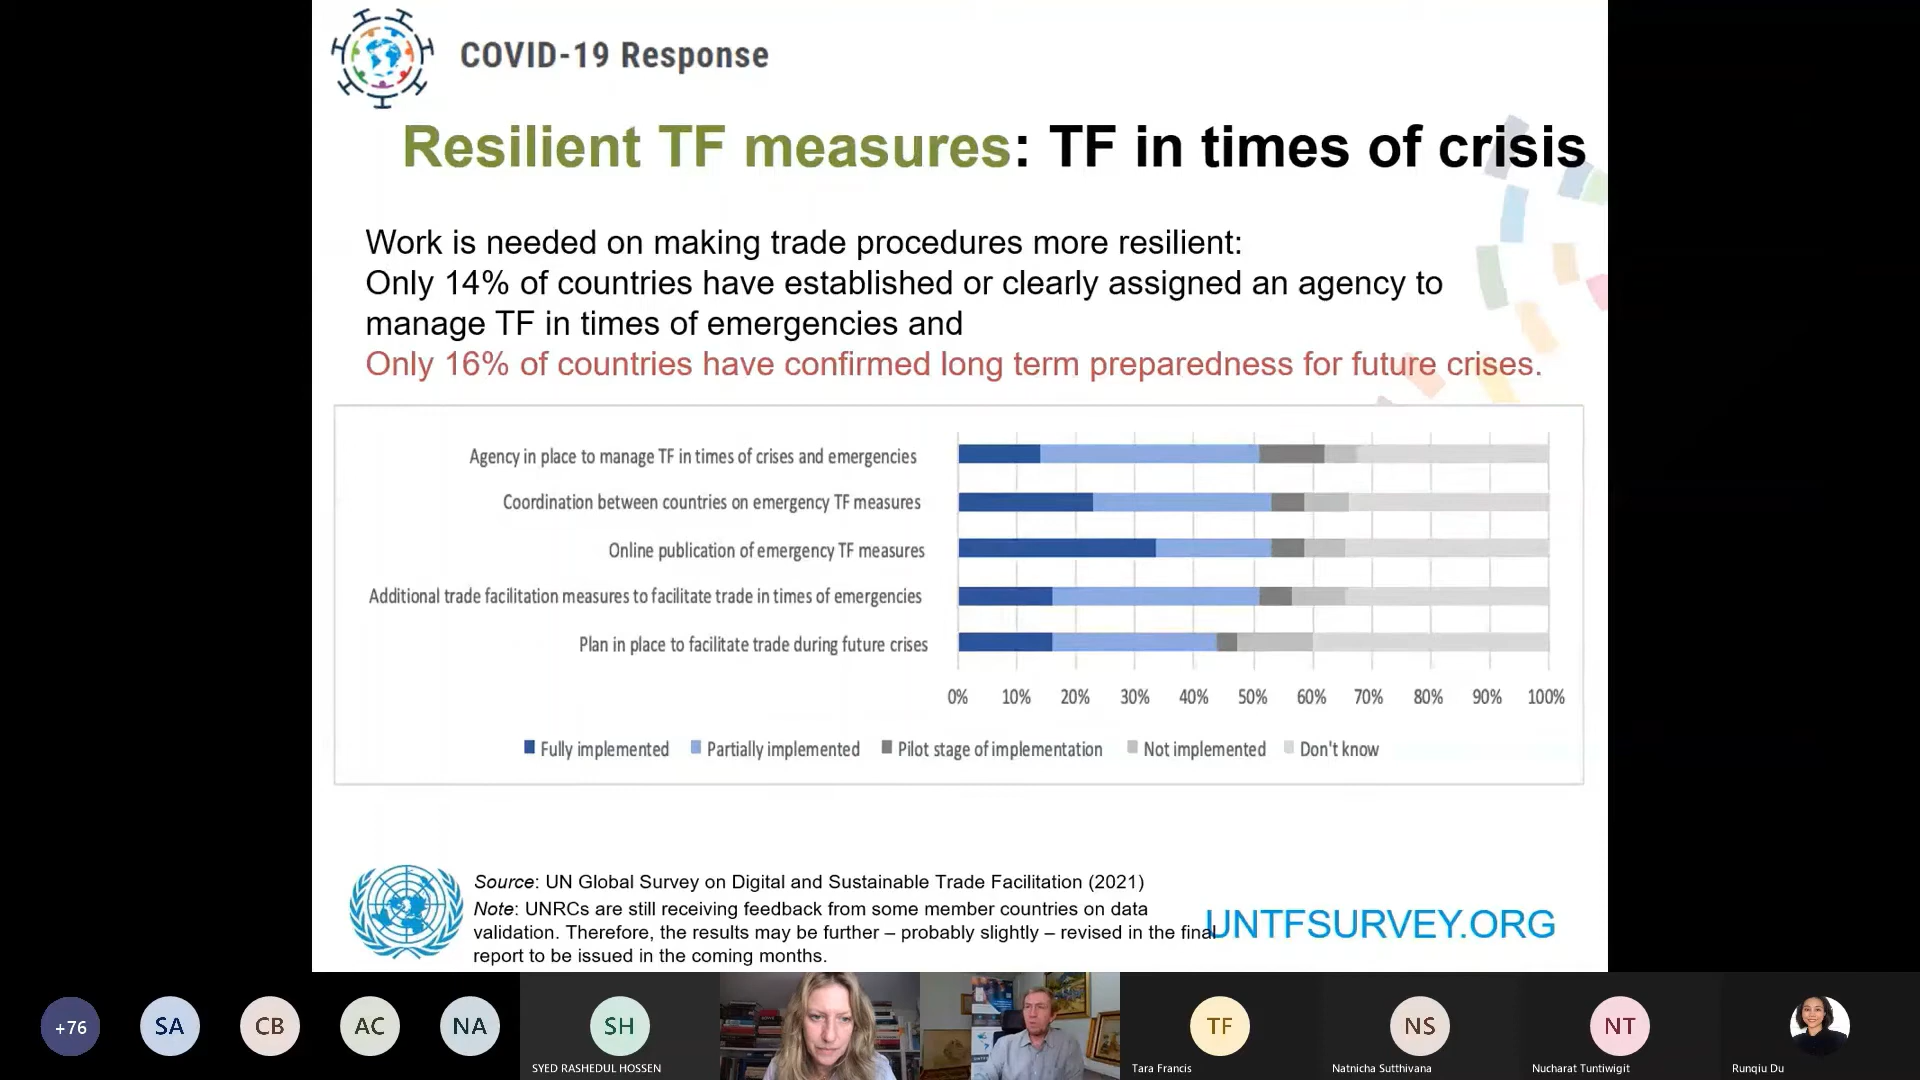 COVID-19 Response
Resilient TF measures: TF in times of crisis
Work is needed on making trade procedures more resilient:
Only 14% of countries have established or clearly assigned an agency to
manage TF in times of emergencies and
Only 16% of countries have confirmed long term preparedness for future crises.
Agency in place to manage TF in times of crises and emergencies
Coordination between countries on emergency TF measures
Online publication of emergency TF measures
Additional trade facilitation measures to facilitate trade in times of emergencies
Plan in place to facilitate trade during future crises
0% 10% 20% 30% 40% 50% 60% 70% 80% 90% 100%
Fully implemented Partially implemented Pilot stage of implementation Not implemented Don't know
Source: UN Global Survey on Digital and Sustainable Trade Facilitation (2021)
Note: UNRCs are still receiving feedback from some member countries on data
validation. Therefore, the results may be further – probably slightly – revised in the final
report to be issued in the coming months.
UNTFSURVEY.ORG
+76 SA CB AC NA SH TF NS NT
SYED RASHEDUL HOSSEN Tara Francis Natnicha Sutthivana Nucharat Tuntiwigit Runqiu Du